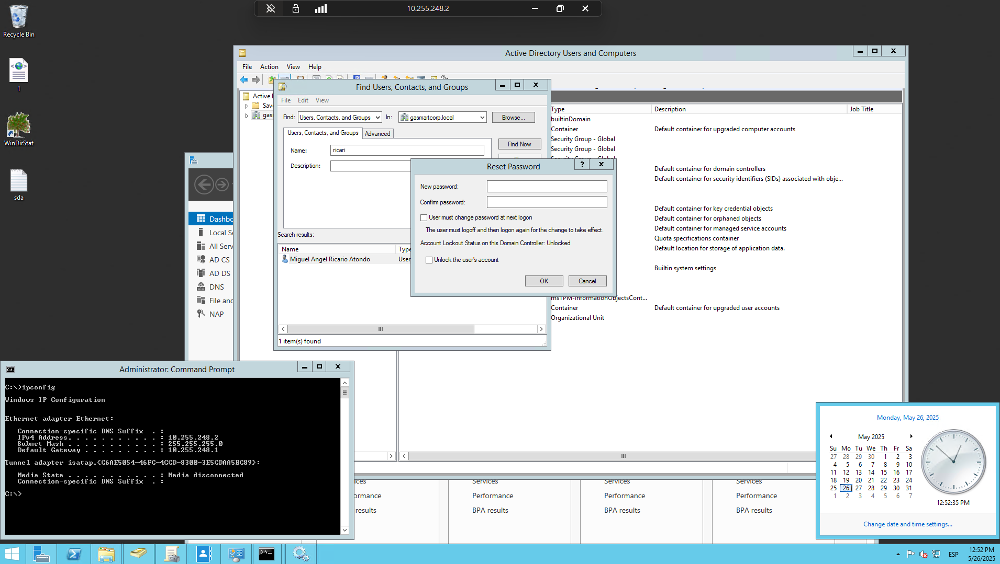 10.255.248.2
Recycle Bin
1
WinDirStat
sda
Active Directory Users and Computers
File Action View Help
Active D
Save
gasm
Type Description Job Title
builtinDomain
Container Default container for upgraded computer accounts
Security Group - Global
Security Group - Global
Security Group - Global
Default container for domain controllers
Default container for security identifiers (SIDs) associated with obje...
Default container for key credential objects
Default container for orphaned objects
Default container for managed service accounts
Quota specifications container
Default location for storage of application data.
Builtin system settings
msTPM-InformationObjectsCont...
Container Default container for upgraded user accounts
Organizational Unit
Find Users, Contacts, and Groups
File Edit View
Find: Users, Contacts, and Groups In: gasmartcorp.local Browse...
Users, Contacts, and Groups Advanced
Find Now
Name: ricari
Description:
Search results:
Name Type
Miguel Angel Ricario Atondo User
1 item(s) found
Reset Password
? X
New password:
Confirm password:
User must change password at next logon
The user must logoff and then logon again for the change to take effect.
Account Lockout Status on this Domain Controller: Unlocked
Unlock the user's account
OK Cancel
Dashbo
Local Se
All Serv
AD CS
AD DS
DNS
File and
NAP
Administrator: Command Prompt
C:\>ipconfig
Windows IP Configuration
Ethernet adapter Ethernet:
Connection-specific DNS Suffix . :
IPv4 Address. . . . . . . . . . . : 10.255.248.2
Subnet Mask . . . . . . . . . . . : 255.255.255.0
Default Gateway . . . . . . . . . : 10.255.248.1
Tunnel adapter isatap.{C6AE5054-46FC-4CCD-8300-3E5CDAA5BC89}:
Media State . . . . . . . . . . . : Media disconnected
Connection-specific DNS Suffix . :
C:\>
ices Services Services Services
ormance Performance Performance Performance
results BPA results BPA results BPA results
Monday, May 26, 2025
May 2025
Su Mo Tu We Th Fr Sa
27 28 29 30 1 2 3
4 5 6 7 8 9 10
11 12 13 14 15 16 17
18 19 20 21 22 23 24
25 26 27 28 29 30 31
1 2 3 4 5 6 7
12:52:35 PM
Change date and time settings...
ESP
12:52 PM
5/26/2025